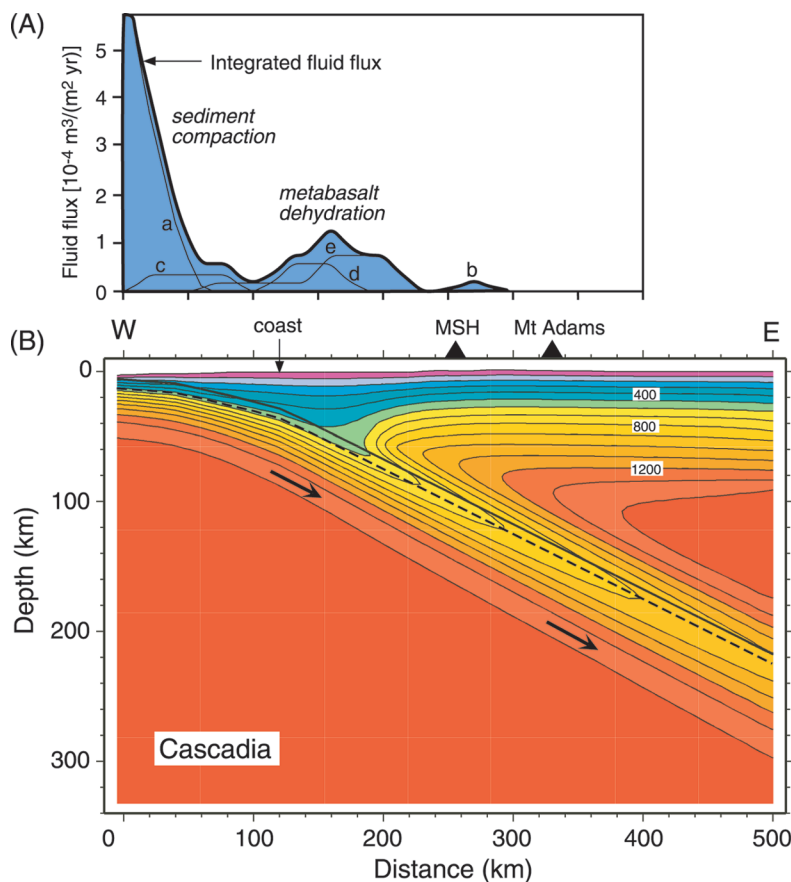 (A)
Fluid flux [10-4 m3/(m2 yr)]
5
4
3
2
1
0
Integrated fluid flux
sediment
compaction
metabasalt
dehydration
a
c
e
d
b
W
coast
MSH
Mt Adams
E
(B)
Depth (km)
0
100
200
300
400
800
1200
Cascadia
0
100
200
300
400
500
Distance (km)